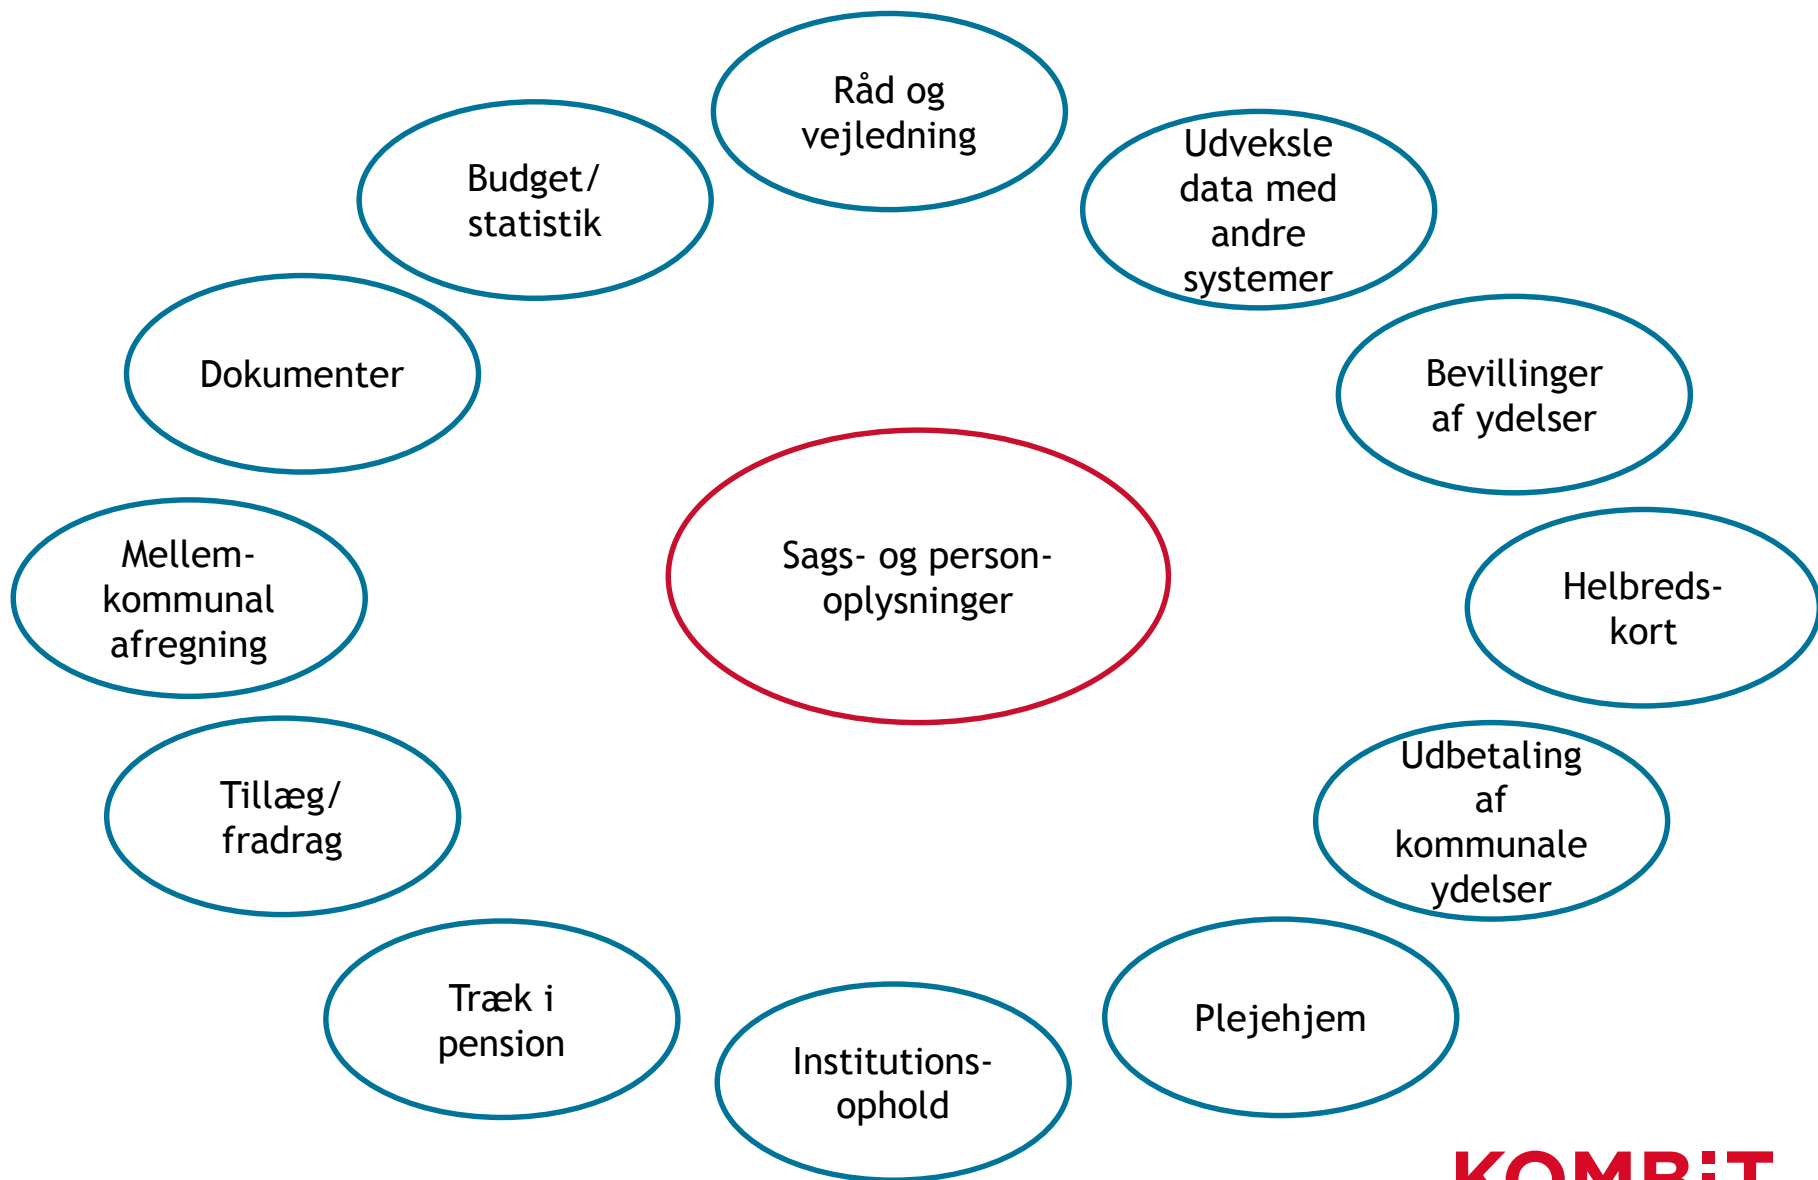 Råd og
vejledning
Udveksle
data med
andre
systemer
Bevillinger
af ydelser
Helbreds-
kort
Udbetaling
af
kommunale
ydelser
Plejehjem
Institutions-
ophold
Træk i
pension
Tillæg/
fradrag
Mellem-
kommunal
afregning
Dokumenter
Budget/
statistik
Sags- og person-
oplysninger
KOMBIT